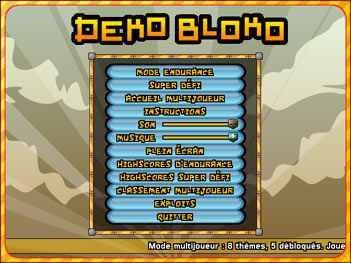 DEKO BLOKO
MODE ENDURANCE
SUPER DÉFI
ACCUEIL MULTIJOUEUR
INSTRUCTIONS
SON
MUSIQUE
PLEIN ÉCRAN
HIGHSCORES D'ENDURANCE
HIGHSCORES SUPER DÉFI
CLASSEMENT MULTIJOUEUR
EXPLOITS
QUITTER
Mode multijoueur : 8 thèmes, 5 débloqués. Joue